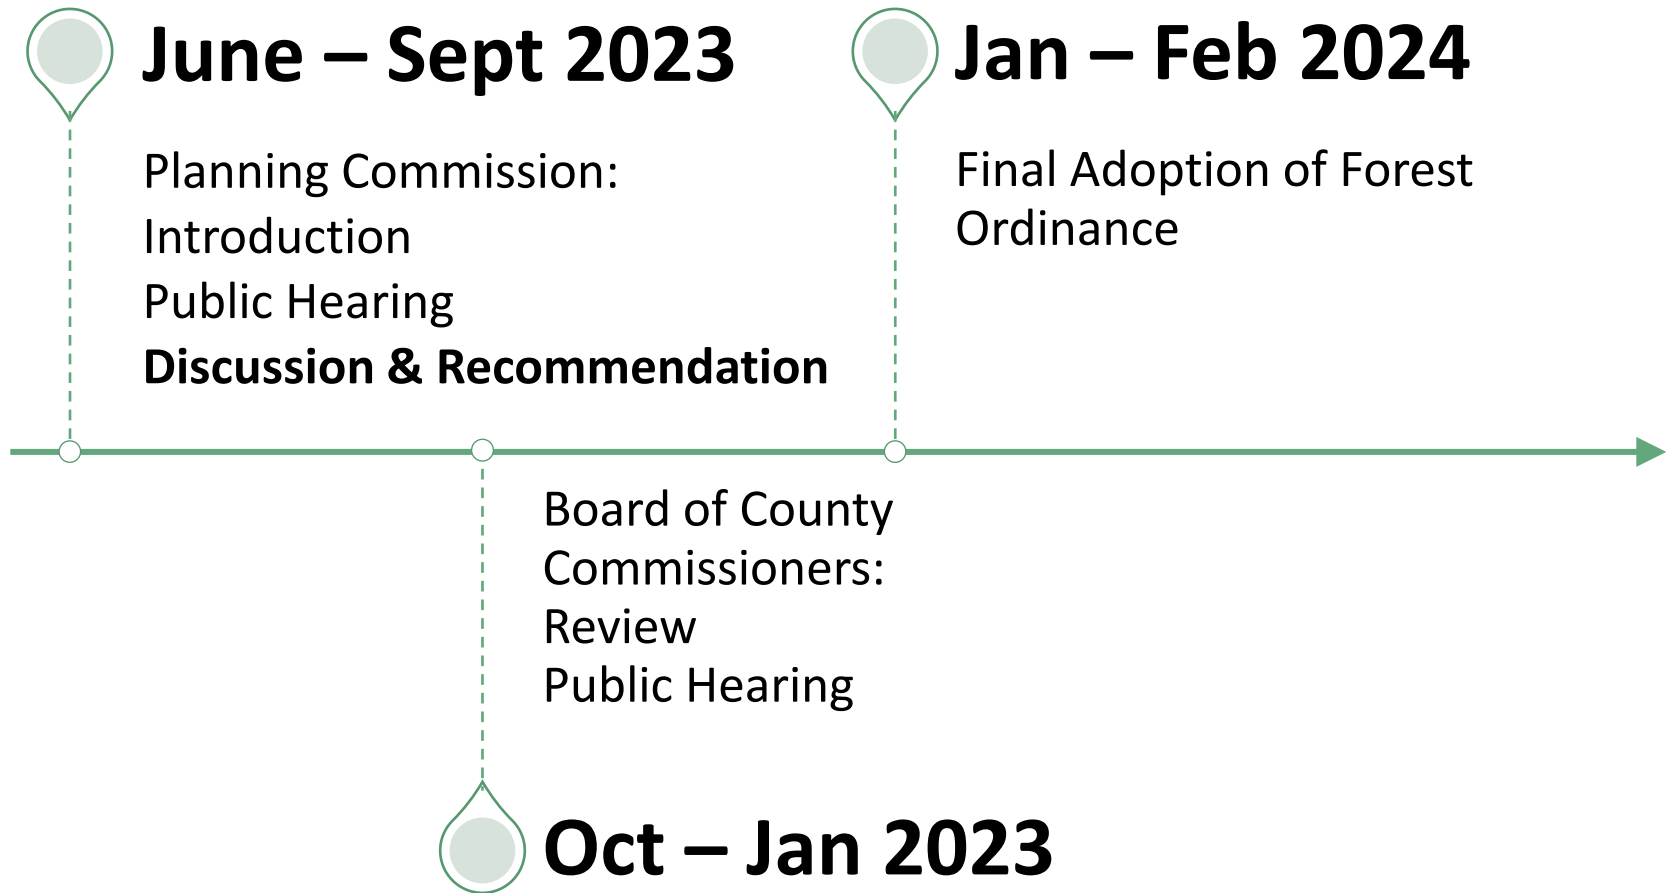 June – Sept 2023
Planning Commission:
Introduction
Public Hearing
Discussion & Recommendation
Jan – Feb 2024
Final Adoption of Forest
Ordinance
Board of County
Commissioners:
Review
Public Hearing
Oct – Jan 2023